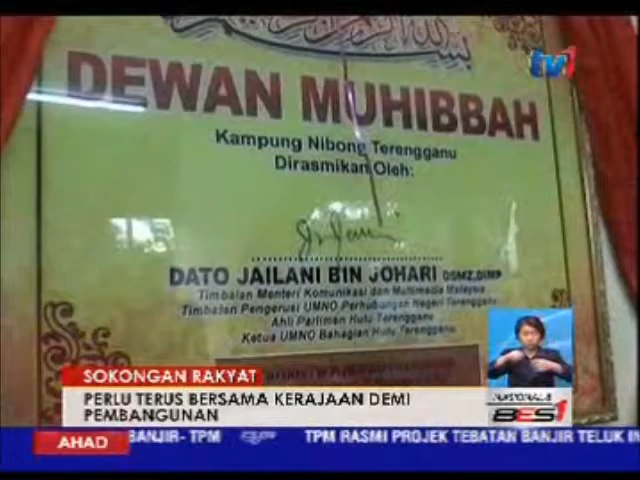 tv1
DEWAN MUHIBBAH
Kampung Nibong Terengganu
Dirasmikan Oleh:
DATO JAILANI BIN JOHARI DSMZ.DIMP
Timbalan Menteri Komunikasi dan Multimedia Malaysia
Timbalan Pengerusi UMNO Perhubungan Negeri Terengganu
Ahli Parlimen Hulu Terengganu
Ketua UMNO Bahagian Hulu Terengganu
SOKONGAN RAKYAT
PERLU TERUS BERSAMA KERAJAAN DEMI
PEMBANGUNAN
NASIONAL 8
BES1
AHAD
BANJIR- TPM TPM RASMI PROJEK TEBATAN BANJIR TELUK